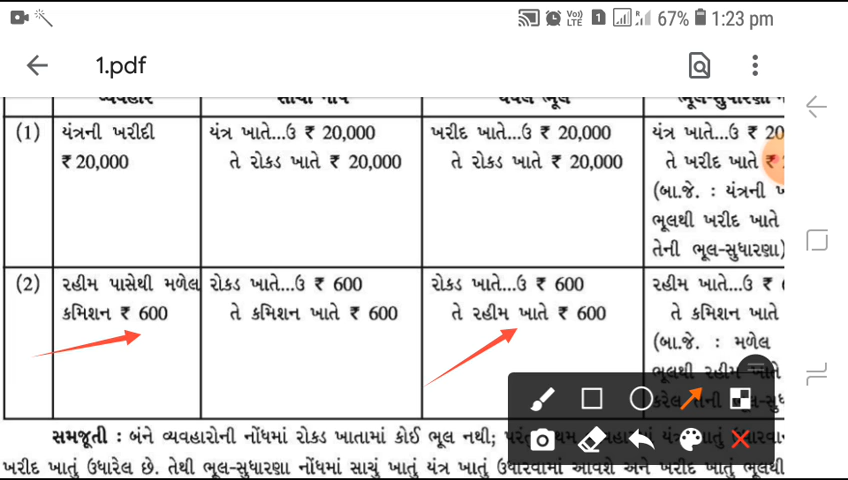 67% 1:23 pm
1.pdf
(1) યંત્રની ખરીદી યંત્ર ખાતે...ઉ ₹ 20,000 ખરીદ ખાતે...ઉ ₹ 20,000 યંત્ર ખાતે...ઉ ₹ 20
₹ 20,000 તે રોકડ ખાતે ₹ 20,000 તે રોકડ ખાતે ₹ 20,000 તે ખરીદ ખાતે ₹
(બા.જે. : યંત્રની
ભૂલથી ખરીદ ખાતે
તેની ભૂલ-સુધારણા)
(2) રહીમ પાસેથી મળેલ રોકડ ખાતે...ઉ ₹ 600 રોકડ ખાતે...ઉ ₹ 600 રહીમ ખાતે...ઉ ₹
કમિશન ₹ 600 તે કમિશન ખાતે ₹ 600 તે રહીમ ખાતે ₹ 600 તે કમિશન ખાતે
(બા.જે. : મળેલ
ભૂલથી રહીમ
સમજૂતી : બંને વ્યવહારોની નોંધમાં રોકડ ખાતામાં કોઈ ભૂલ નથી;
ખરીદ ખાતું ઉધારેલ છે. તેથી ભૂલ-સુધારણા નોંધમાં સાચું ખાતું યંત્ર ખાતું ઉધારવામાં આવશે અને ખરીદ ખાતું ભૂલથી